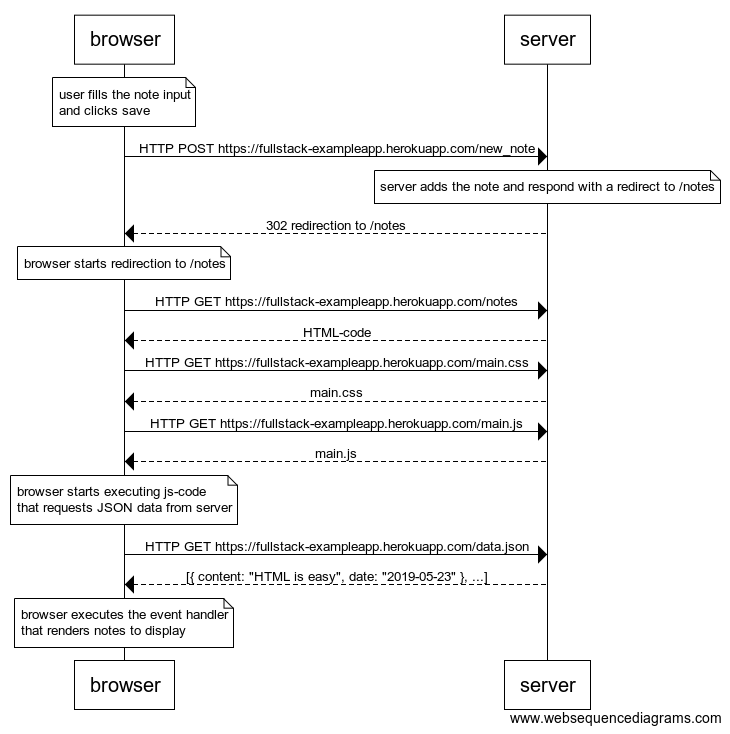 browser
server
user fills the note input
and clicks save
HTTP POST https://fullstack-exampleapp.herokuapp.com/new_note
server adds the note and respond with a redirect to /notes
302 redirection to /notes
browser starts redirection to /notes
HTTP GET https://fullstack-exampleapp.herokuapp.com/notes
HTML-code
HTTP GET https://fullstack-exampleapp.herokuapp.com/main.css
main.css
HTTP GET https://fullstack-exampleapp.herokuapp.com/main.js
main.js
browser starts executing js-code
that requests JSON data from server
HTTP GET https://fullstack-exampleapp.herokuapp.com/data.json
[{ content: "HTML is easy", date: "2019-05-23" }, ...]
browser executes the event handler
that renders notes to display
browser
server
www.websequencediagrams.com